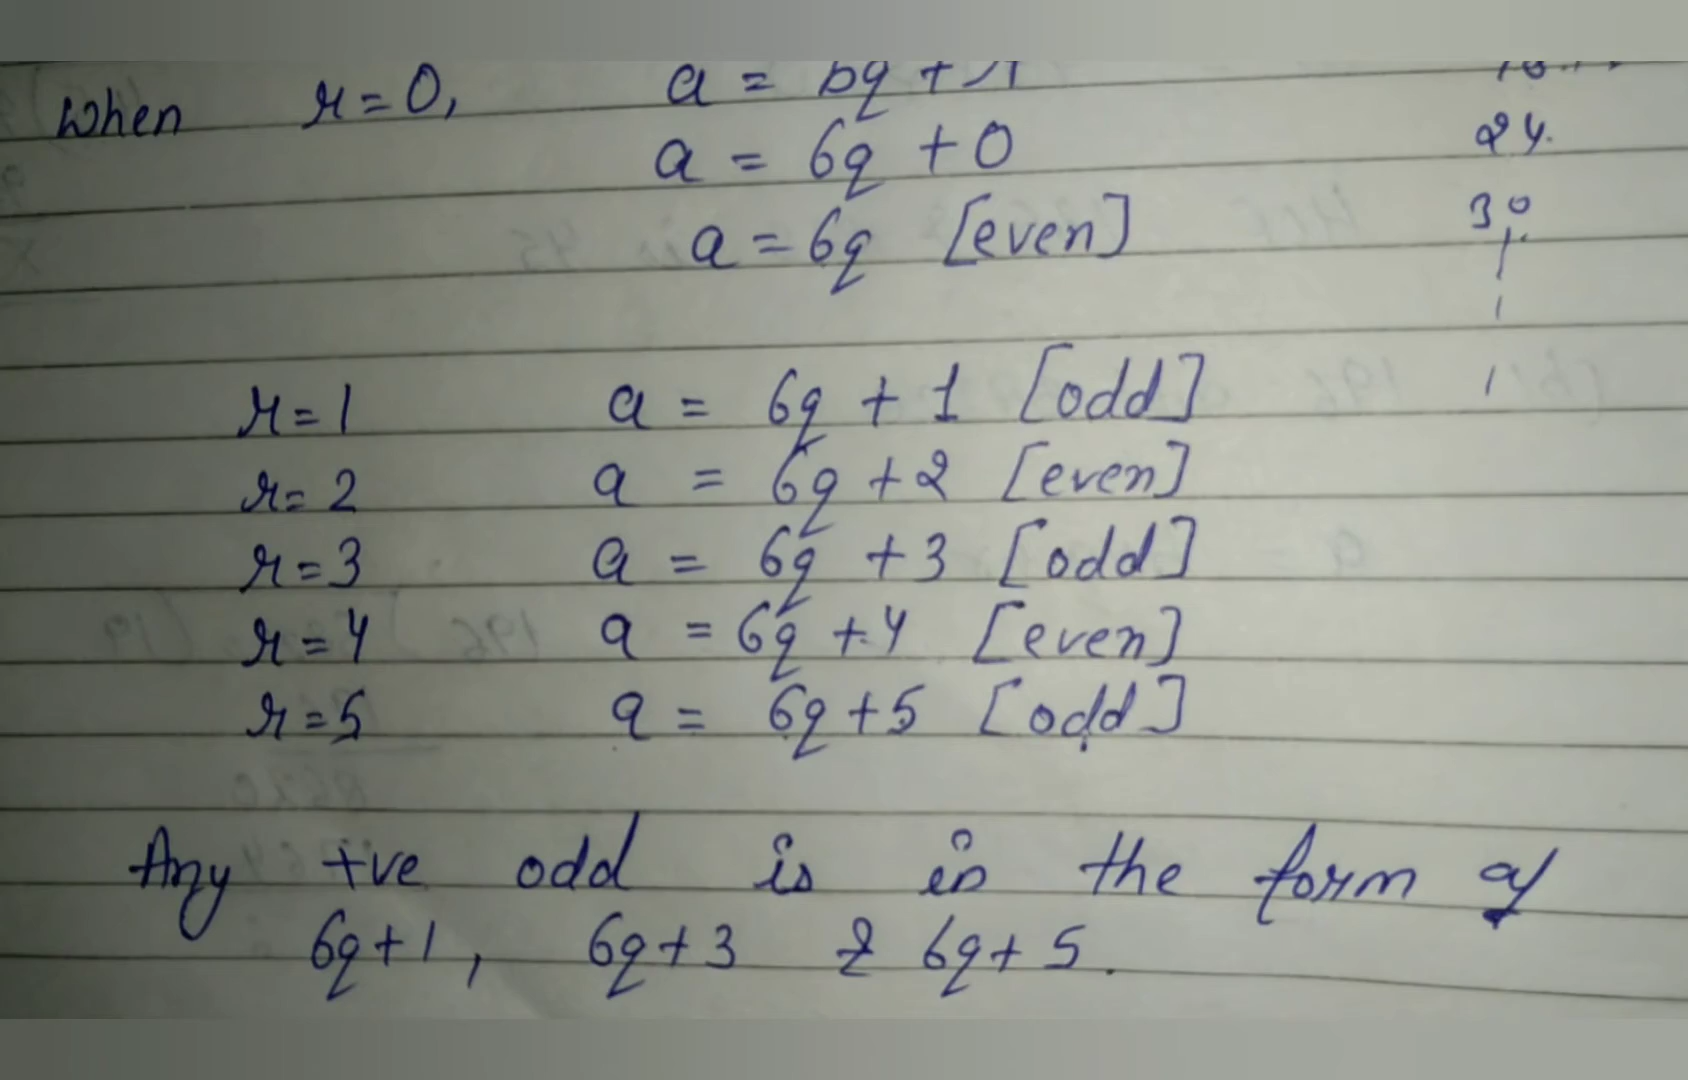 When r=0, a = 6q + r
a = 6q + 0
24.
a = 6q [even]
30
r=1 a = 6q + 1 [odd]
r=2 a = 6q + 2 [even]
r=3 a = 6q + 3 [odd]
r=4 a = 6q + 4 [even]
r=5 a = 6q + 5 [odd]
Any +ve odd is in the form of
6q+1, 6q+3 & 6q+5.